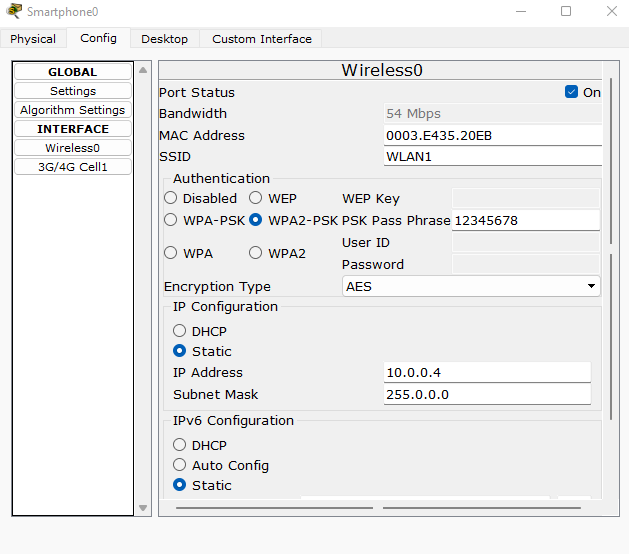 Smartphone0
Physical Config Desktop Custom Interface
GLOBAL
Settings
Algorithm Settings
INTERFACE
Wireless0
3G/4G Cell1
Wireless0
Port Status On
Bandwidth 54 Mbps
MAC Address 0003.E435.20EB
SSID WLAN1
Authentication
Disabled WEP WEP Key
WPA-PSK WPA2-PSK PSK Pass Phrase 12345678
User ID
WPA WPA2
Password
Encryption Type AES
IP Configuration
DHCP
Static
IP Address 10.0.0.4
Subnet Mask 255.0.0.0
IPv6 Configuration
DHCP
Auto Config
Static